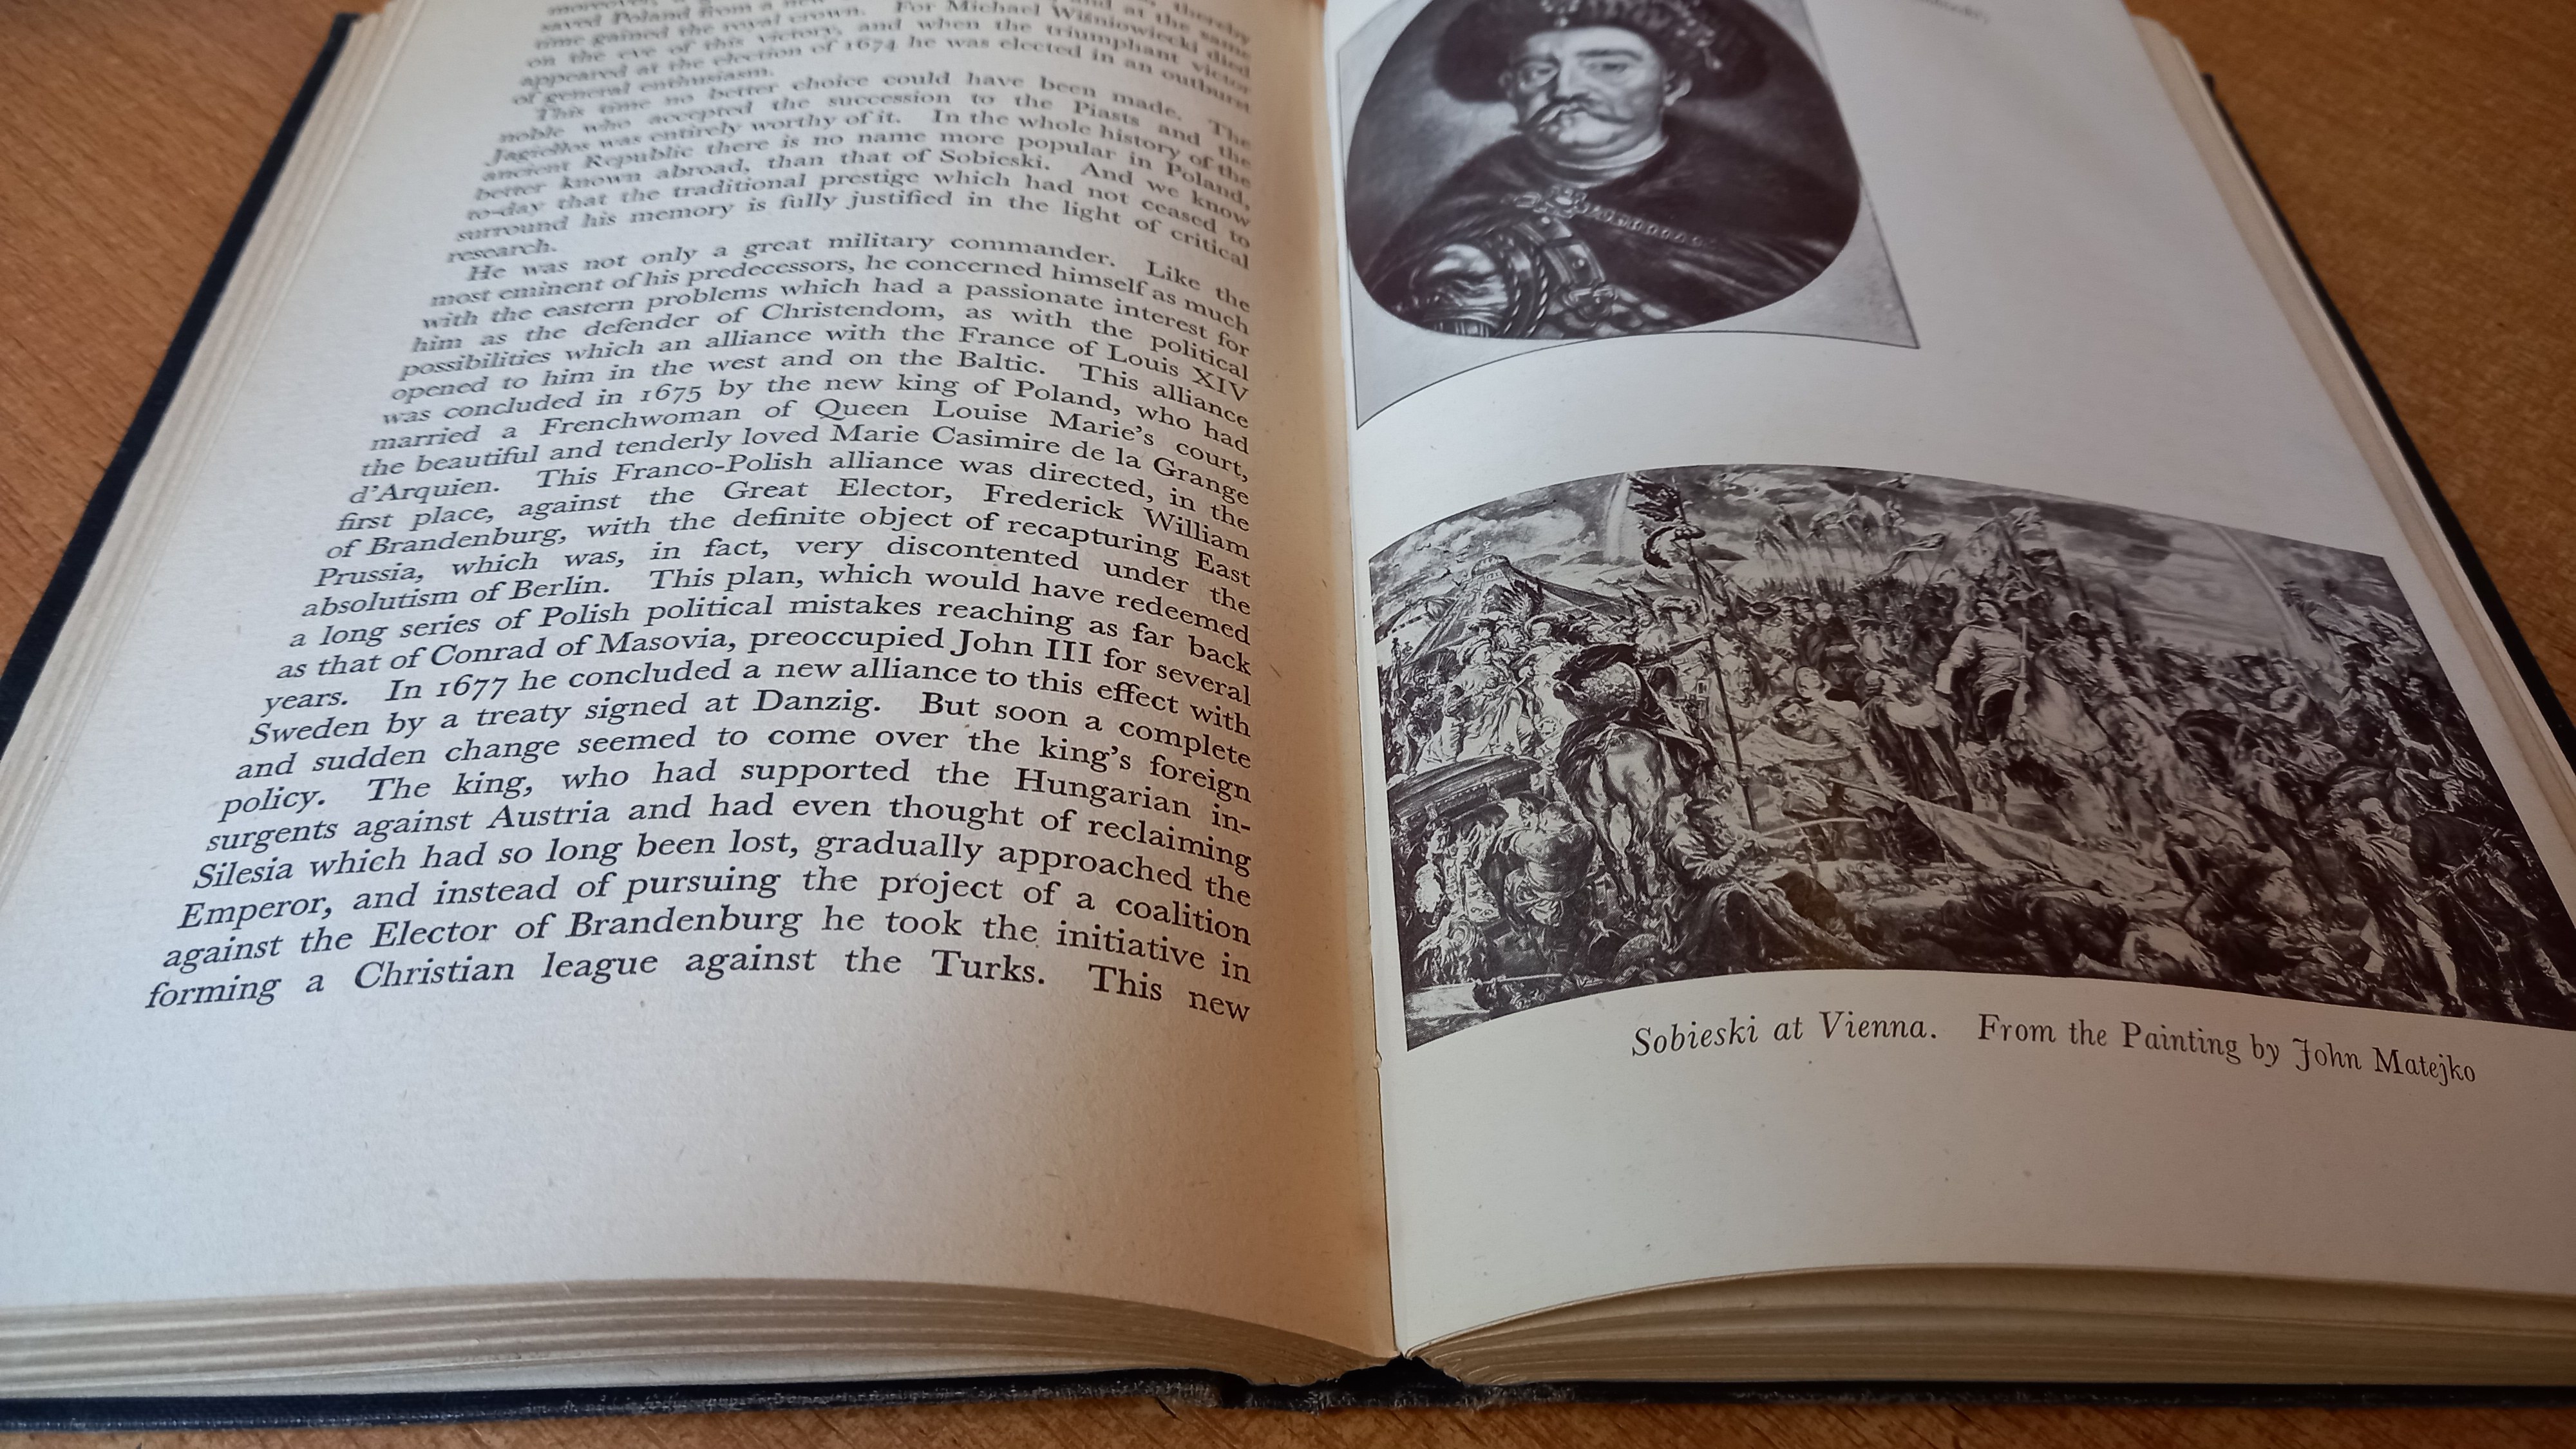 moreover, thereby
saved Poland from a new and at the same
time gained the royal crown. For Michael Wiśniowiecki died
on the eve of this victory, and when the triumphant victor
appeared at the election of 1674 he was elected in an outburst
of general enthusiasm.
This time no better choice could have been made. The
noble who accepted the succession to the Piasts and the
Jagiellos was entirely worthy of it. In the whole history of the
ancient Republic there is no name more popular in Poland,
better known abroad, than that of Sobieski. And we know
to-day that the traditional prestige which had not ceased to
surround his memory is fully justified in the light of critical
research.
He was not only a great military commander. Like the
most eminent of his predecessors, he concerned himself as much
with the eastern problems which had a passionate interest for
him as the defender of Christendom, as with the political
possibilities which an alliance with the France of Louis XIV
opened to him in the west and on the Baltic. This alliance
was concluded in 1675 by the new king of Poland, who had
married a Frenchwoman of Queen Louise Marie's court,
the beautiful and tenderly loved Marie Casimire de la Grange
d'Arquien. This Franco-Polish alliance was directed, in the
first place, against the Great Elector, Frederick William
of Brandenburg, with the definite object of recapturing East
Prussia, which was, in fact, very discontented under the
absolutism of Berlin. This plan, which would have redeemed
a long series of Polish political mistakes reaching as far back
as that of Conrad of Masovia, preoccupied John III for several
years. In 1677 he concluded a new alliance to this effect with
Sweden by a treaty signed at Danzig. But soon a complete
and sudden change seemed to come over the king's foreign
policy. The king, who had supported the Hungarian in-
surgents against Austria and had even thought of reclaiming
Silesia which had so long been lost, gradually approached the
Emperor, and instead of pursuing the project of a coalition
against the Elector of Brandenburg he took the initiative in
forming a Christian league against the Turks. This new
Sobieski at Vienna. From the Painting by John Matejko